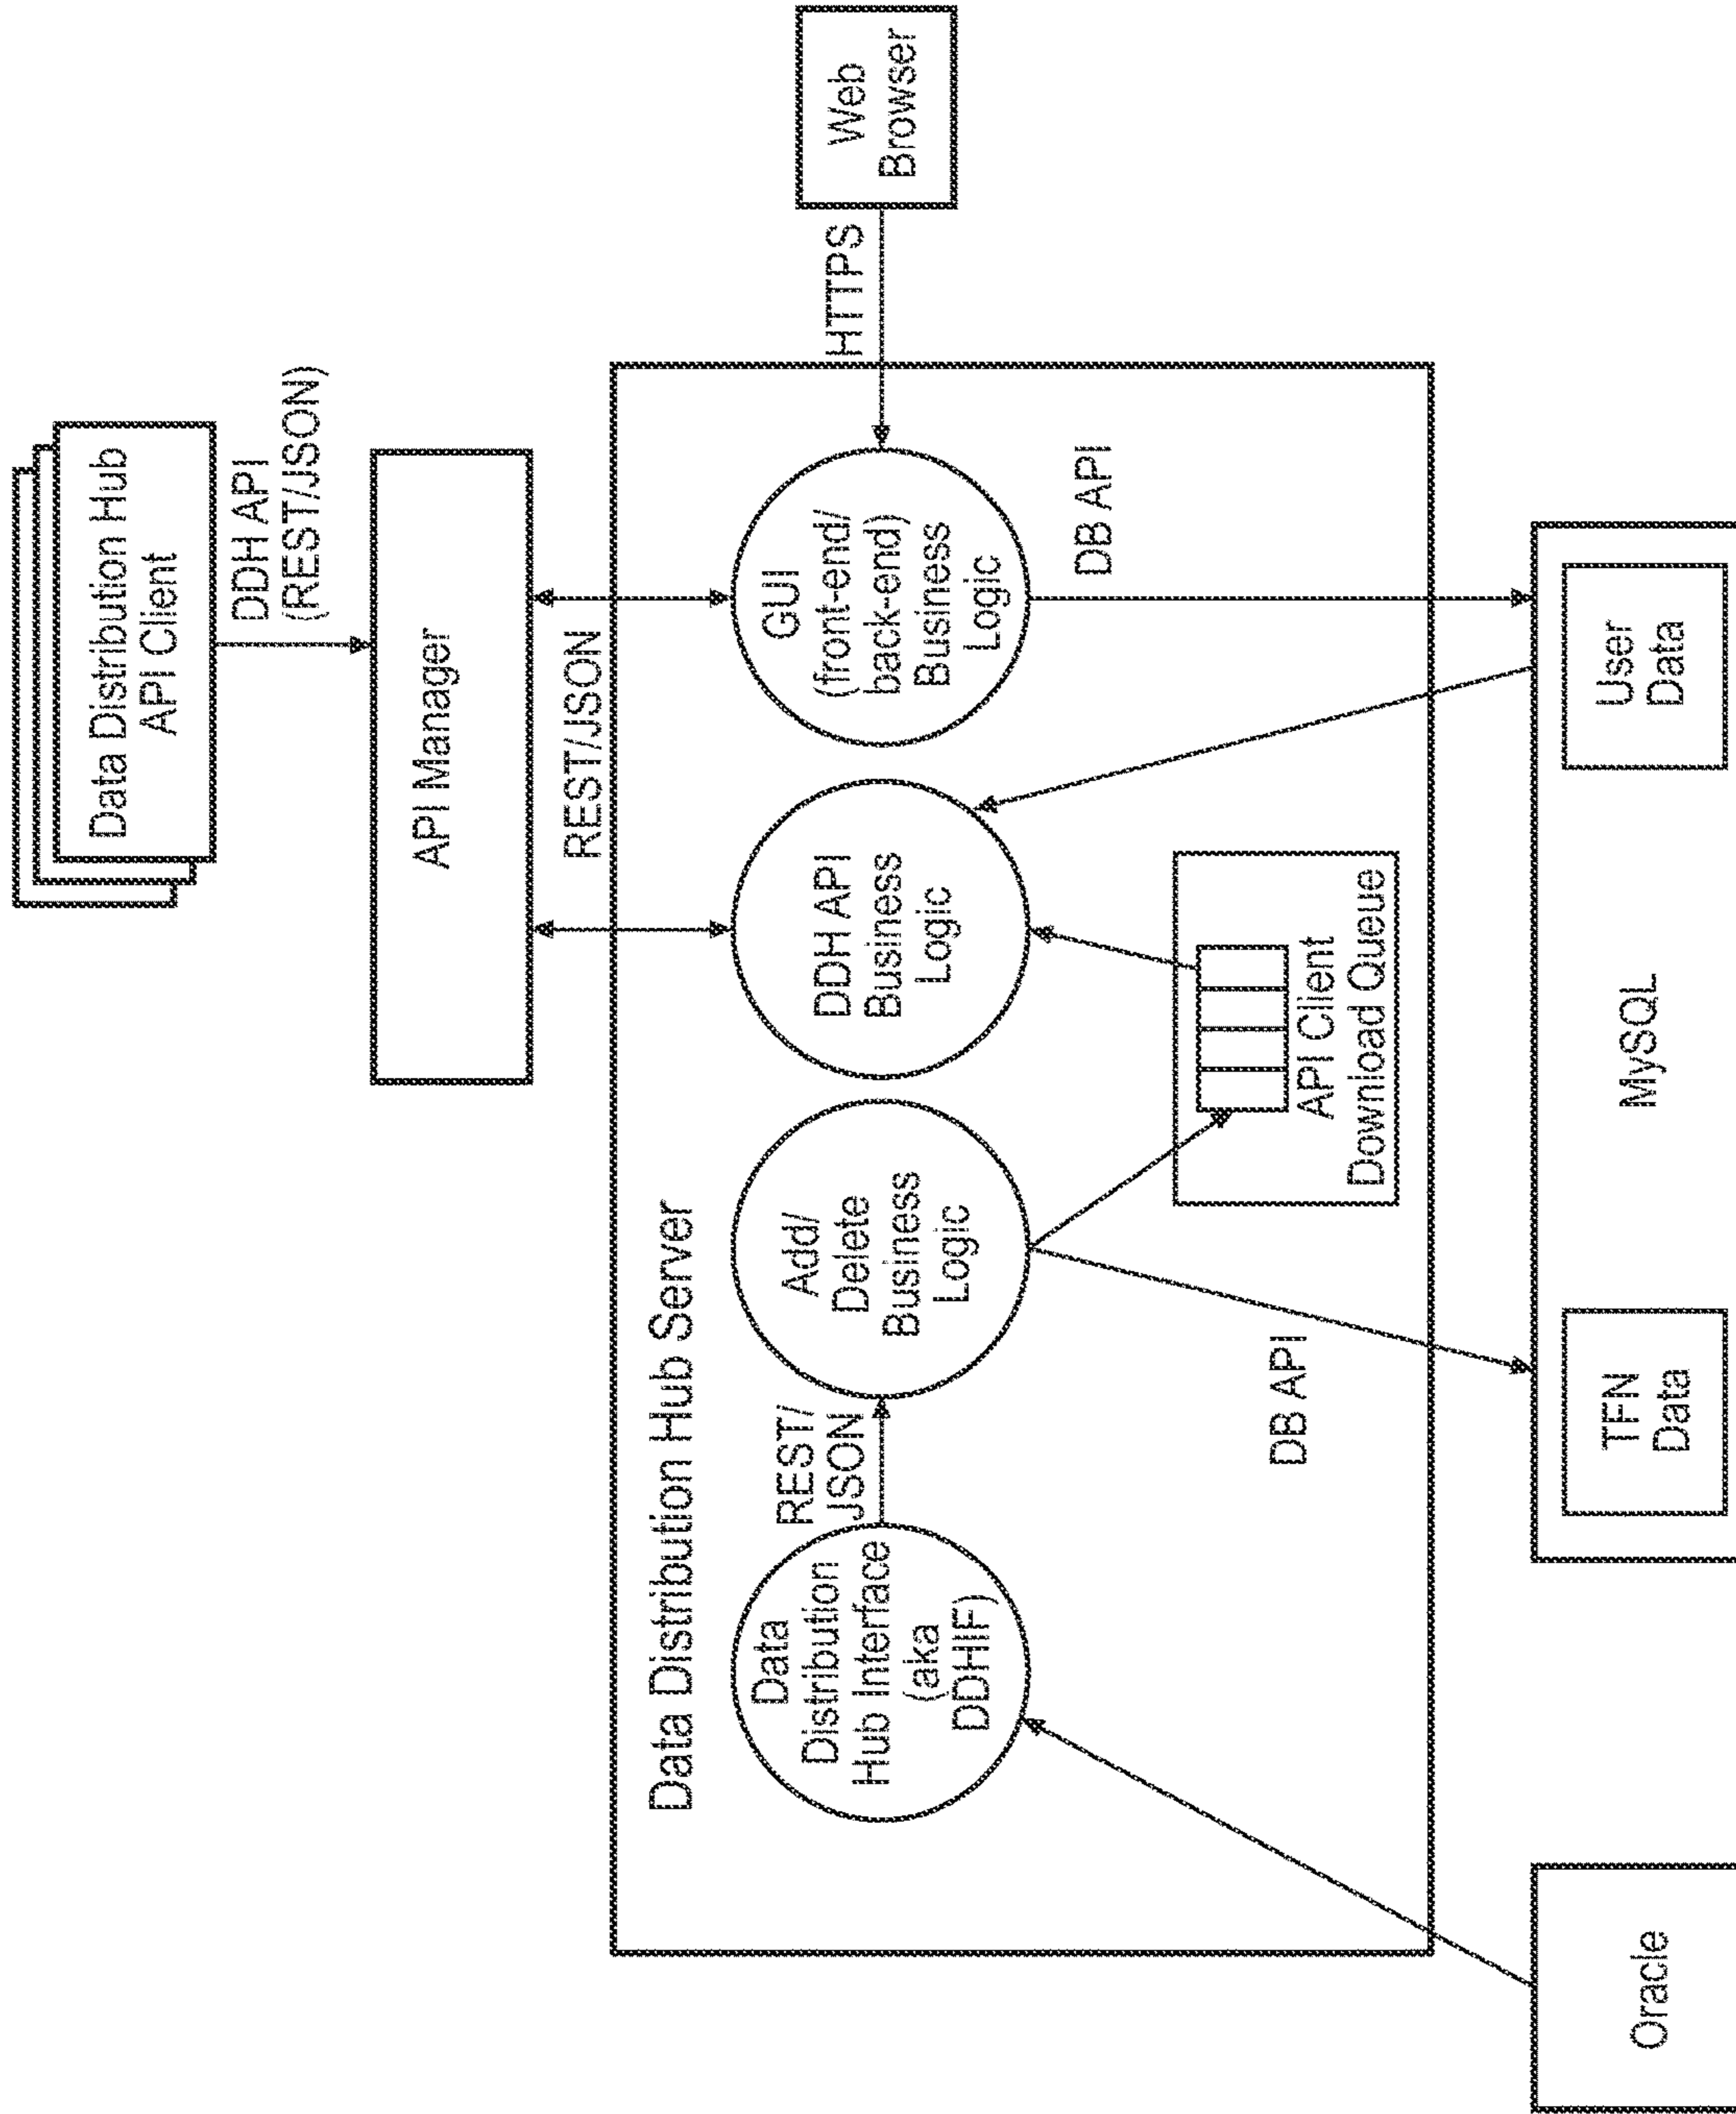 Data Distribution Hub
API Client
DDH API
(REST/JSON)
API Manager
REST/JSON
Web
Browser
HTTPS
Data Distribution Hub Server
Data
Distribution
Hub Interface
(aka
DDHIF)
REST/
JSON
Add/
Delete
Business
Logic
DDH API
Business
Logic
GUI
(front-end/
back-end)
Business
Logic
API Client
Download Queue
DB API
DB API
Oracle
TFN
Data
MySQL
User
Data